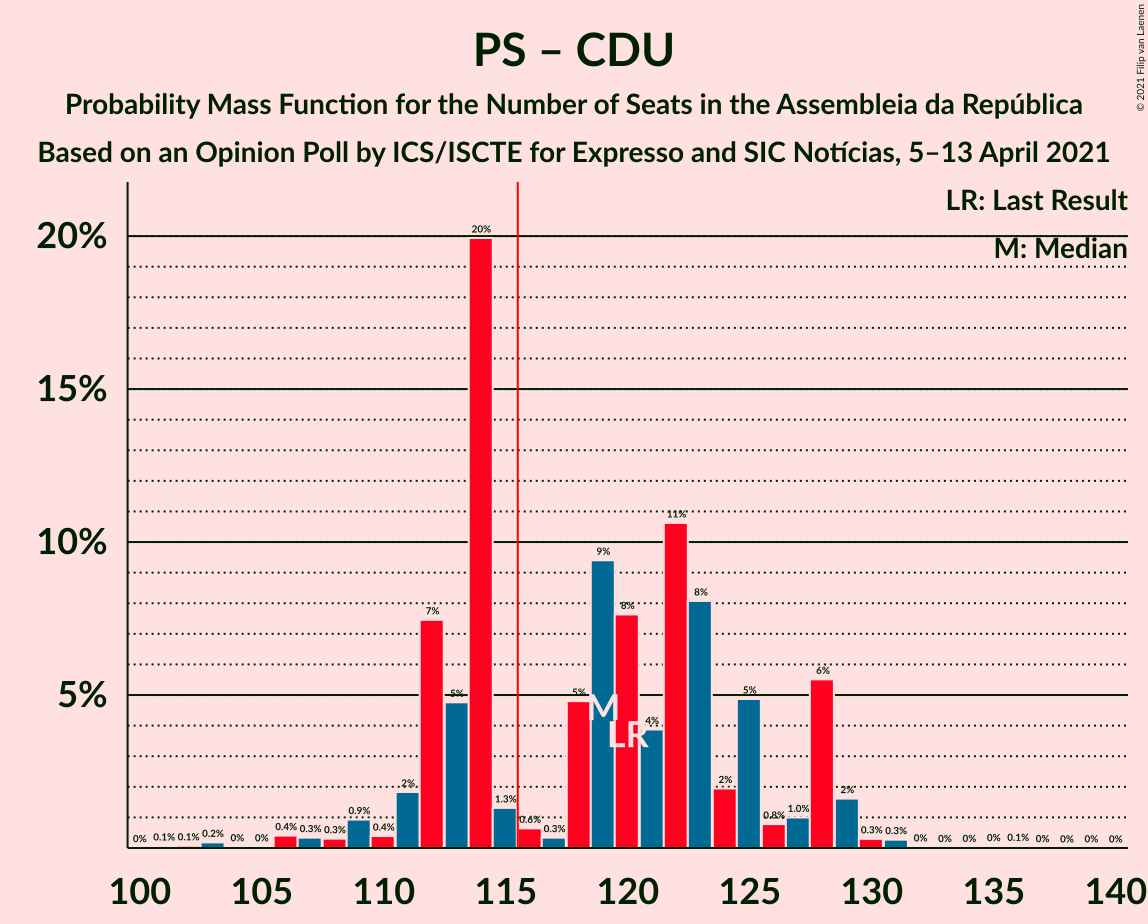 PS – CDU
Probability Mass Function for the Number of Seats in the Assembleia da República
Based on an Opinion Poll by ICS/ISCTE for Expresso and SIC Notícias, 5–13 April 2021
© 2021 Filip van Laenen
LR: Last Result
M: Median
20%
15%
10%
5%
0% 0.1% 0.1% 0.2% 0% 0% 0.4% 0.3% 0.3% 0.9% 0.4% 2% 7% 5% 20% 1.3% 0.6% 0.3% 5% 9% 8% 4% 11% 8% 2% 5% 0.8% 1.0% 6% 2% 0.3% 0.3% 0% 0% 0% 0% 0.1% 0% 0% 0% 0%
M
LR
100 105 110 115 120 125 130 135 140